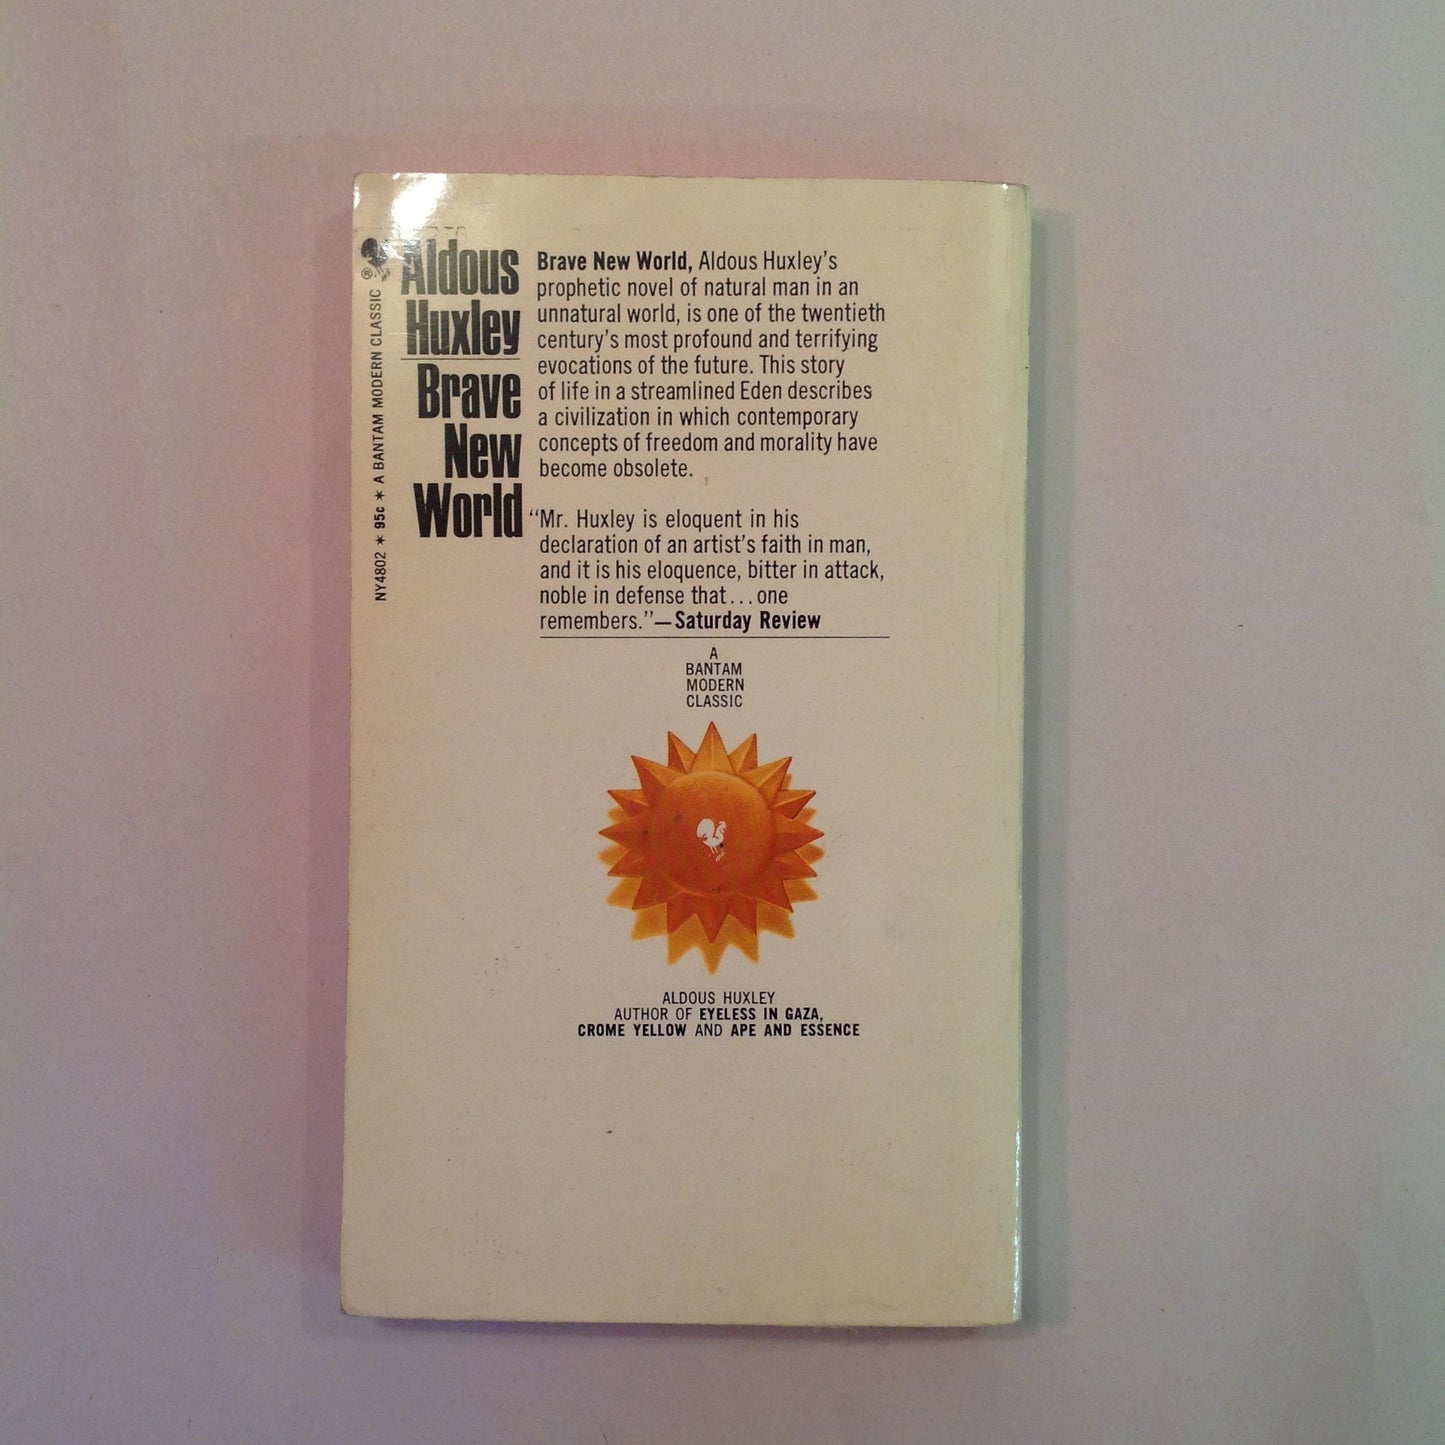 Aldous
Huxley
Brave
New
World
NY4802 * 95c * A BANTAM MODERN CLASSIC ®
Brave New World, Aldous Huxley's
prophetic novel of natural man in an
unnatural world, is one of the twentieth
century's most profound and terrifying
evocations of the future. This story
of life in a streamlined Eden describes
a civilization in which contemporary
concepts of freedom and morality have
become obsolete.
“Mr. Huxley is eloquent in his
declaration of an artist's faith in man,
and it is his eloquence, bitter in attack,
noble in defense that...one
remembers.”—Saturday Review
A
BANTAM
MODERN
CLASSIC
ALDOUS HUXLEY
AUTHOR OF EYELESS IN GAZA,
CROME YELLOW AND APE AND ESSENCE